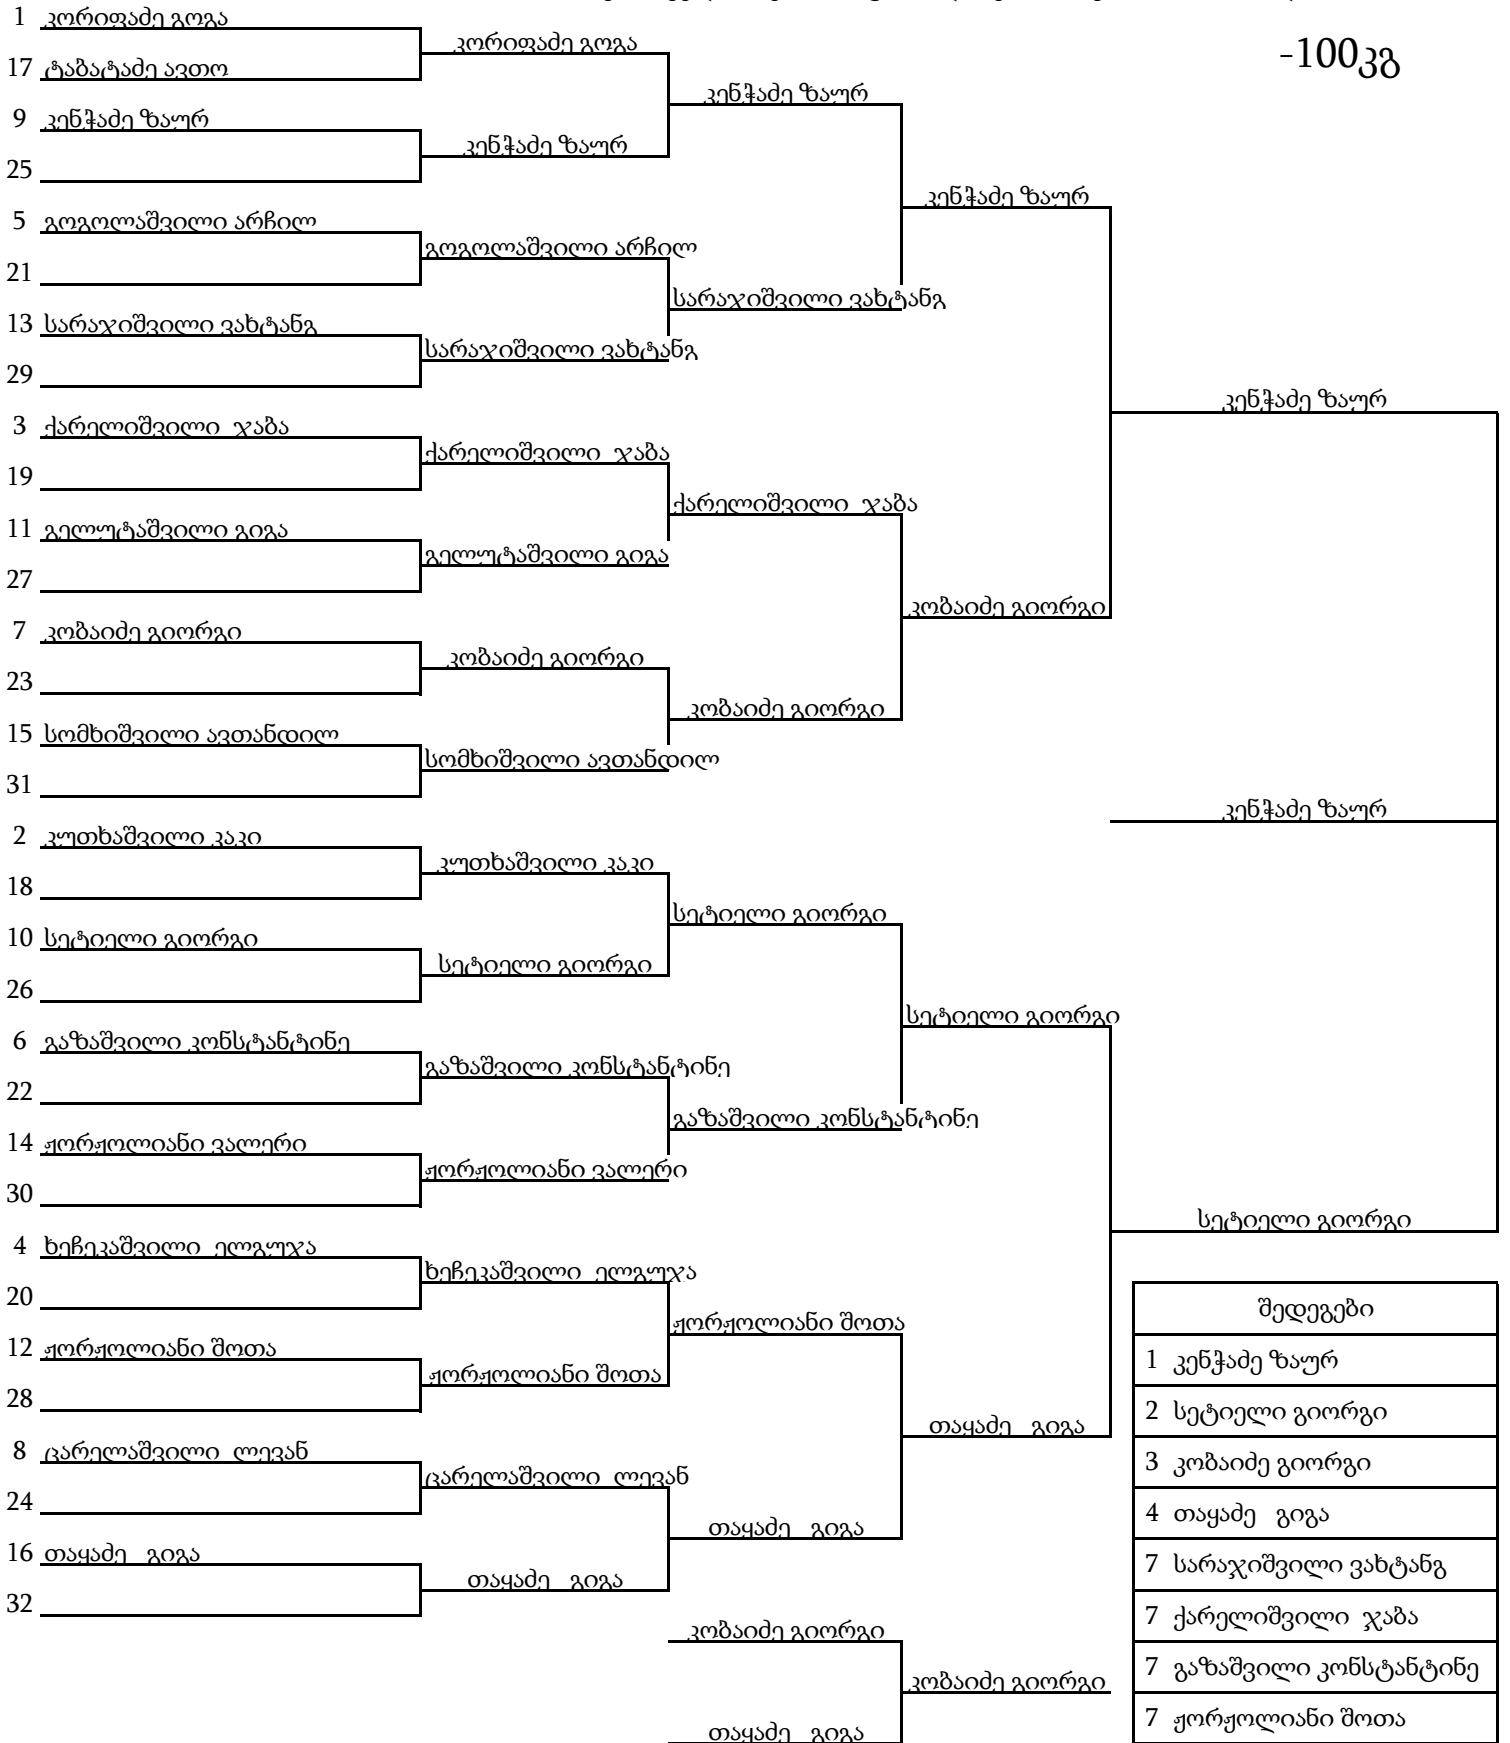 -100კგ
1 კორიფაძე გოგა
17 ტაბატაძე ავთო
9 კენჭაძე ზაურ
25
5 გოგოლაშვილი არჩილ
21
13 სარაჯიშვილი ვახტანგ
29
3 ქარელიშვილი ჯაბა
19
11 გელუტაშვილი გიგა
27
7 კობაიძე გიორგი
23
15 სომხიშვილი ავთანდილ
31
2 კუთხაშვილი კაკი
18
10 სეტიელი გიორგი
26
6 გაზაშვილი კონსტანტინე
22
14 ჟორჟოლიანი ვალერი
30
4 ხეჩეკაშვილი ელგუჯა
20
12 ჟორჟოლიანი შოთა
28
8 ცარელაშვილი ლევან
24
16 თაყაძე გიგა
32
კორიფაძე გოგა
კენჭაძე ზაურ
გოგოლაშვილი არჩილ
სარაჯიშვილი ვახტანგ
ქარელიშვილი ჯაბა
გელუტაშვილი გიგა
კობაიძე გიორგი
სომხიშვილი ავთანდილ
კუთხაშვილი კაკი
სეტიელი გიორგი
გაზაშვილი კონსტანტინე
ჟორჟოლიანი ვალერი
ხეჩეკაშვილი ელგუჯა
ჟორჟოლიანი შოთა
ცარელაშვილი ლევან
თაყაძე გიგა
კენჭაძე ზაურ
სარაჯიშვილი ვახტანგ
ქარელიშვილი ჯაბა
კობაიძე გიორგი
სეტიელი გიორგი
გაზაშვილი კონსტანტინე
ჟორჟოლიანი შოთა
თაყაძე გიგა
კობაიძე გიორგი
თაყაძე გიგა
კენჭაძე ზაურ
კობაიძე გიორგი
სეტიელი გიორგი
თაყაძე გიგა
კობაიძე გიორგი
კენჭაძე ზაურ
კენჭაძე ზაურ
სეტიელი გიორგი
შედეგები
1 კენჭაძე ზაურ
2 სეტიელი გიორგი
3 კობაიძე გიორგი
4 თაყაძე გიგა
7 სარაჯიშვილი ვახტანგ
7 ქარელიშვილი ჯაბა
7 გაზაშვილი კონსტანტინე
7 ჟორჟოლიანი შოთა